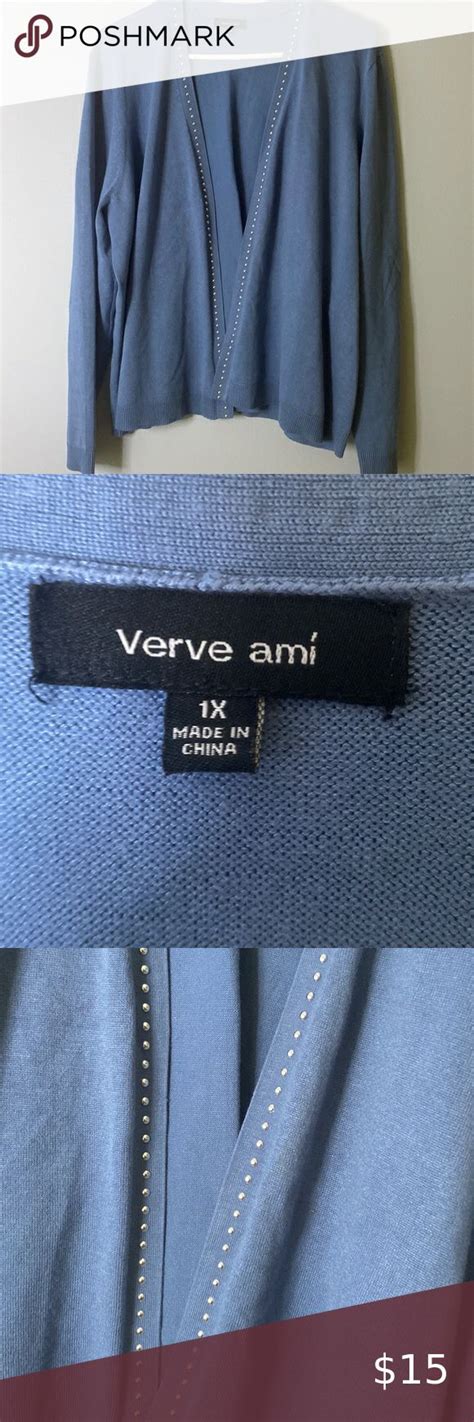 POSHMARK
Verve amí
1X
MADE IN
CHINA
$15